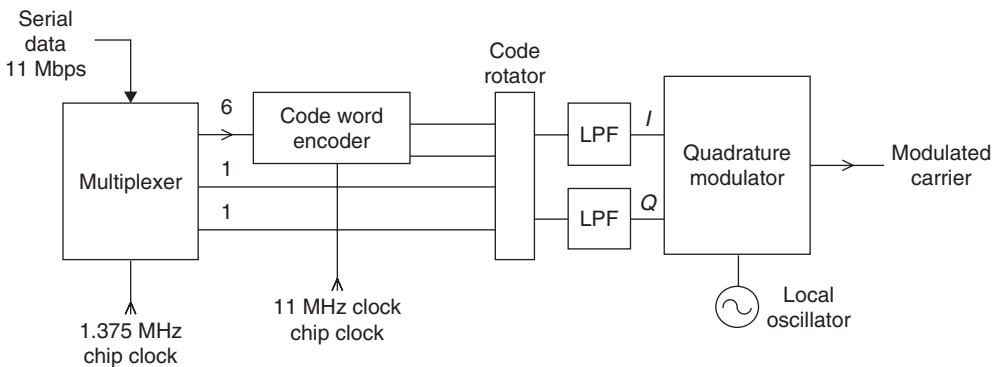 Serial
data
11 Mbps
Multiplexer
6
1
1
Code word
encoder
Code
rotator
LPF
I
LPF
Q
Quadrature
modulator
Modulated
carrier
1.375 MHz
chip clock
11 MHz clock
chip clock
Local
oscillator